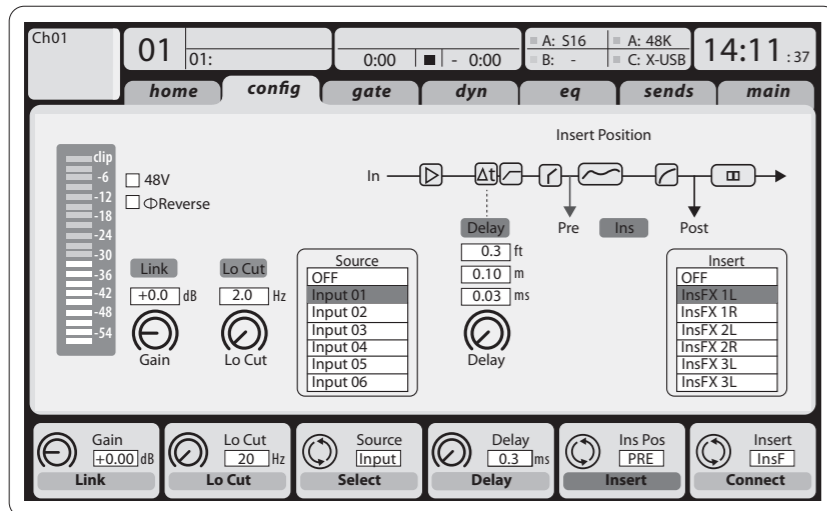 Ch01
01
01:
0:00
- 0:00
A: S16
A: 48K
B: -
C: X-USB
14:11 :37
home
config
gate
dyn
eq
sends
main
Insert Position
clip
-6
-12
-18
-24
-30
-36
-42
-48
-54
48V
ΦReverse
In
Δt
Pre
Ins
Post
Link
+0.0 dB
Gain
Lo Cut
2.0 Hz
Lo Cut
Source
OFF
Input 01
Input 02
Input 03
Input 04
Input 05
Input 06
Delay
0.3 ft
0.10 m
0.03 ms
Delay
Insert
OFF
InsFX 1L
InsFX 1R
InsFX 2L
InsFX 2R
InsFX 3L
InsFX 3L
Gain
+0.00 dB
Link
Lo Cut
20 Hz
Lo Cut
Source
Input
Select
Delay
0.3 ms
Delay
Ins Pos
PRE
Insert
Insert
InsF
Connect